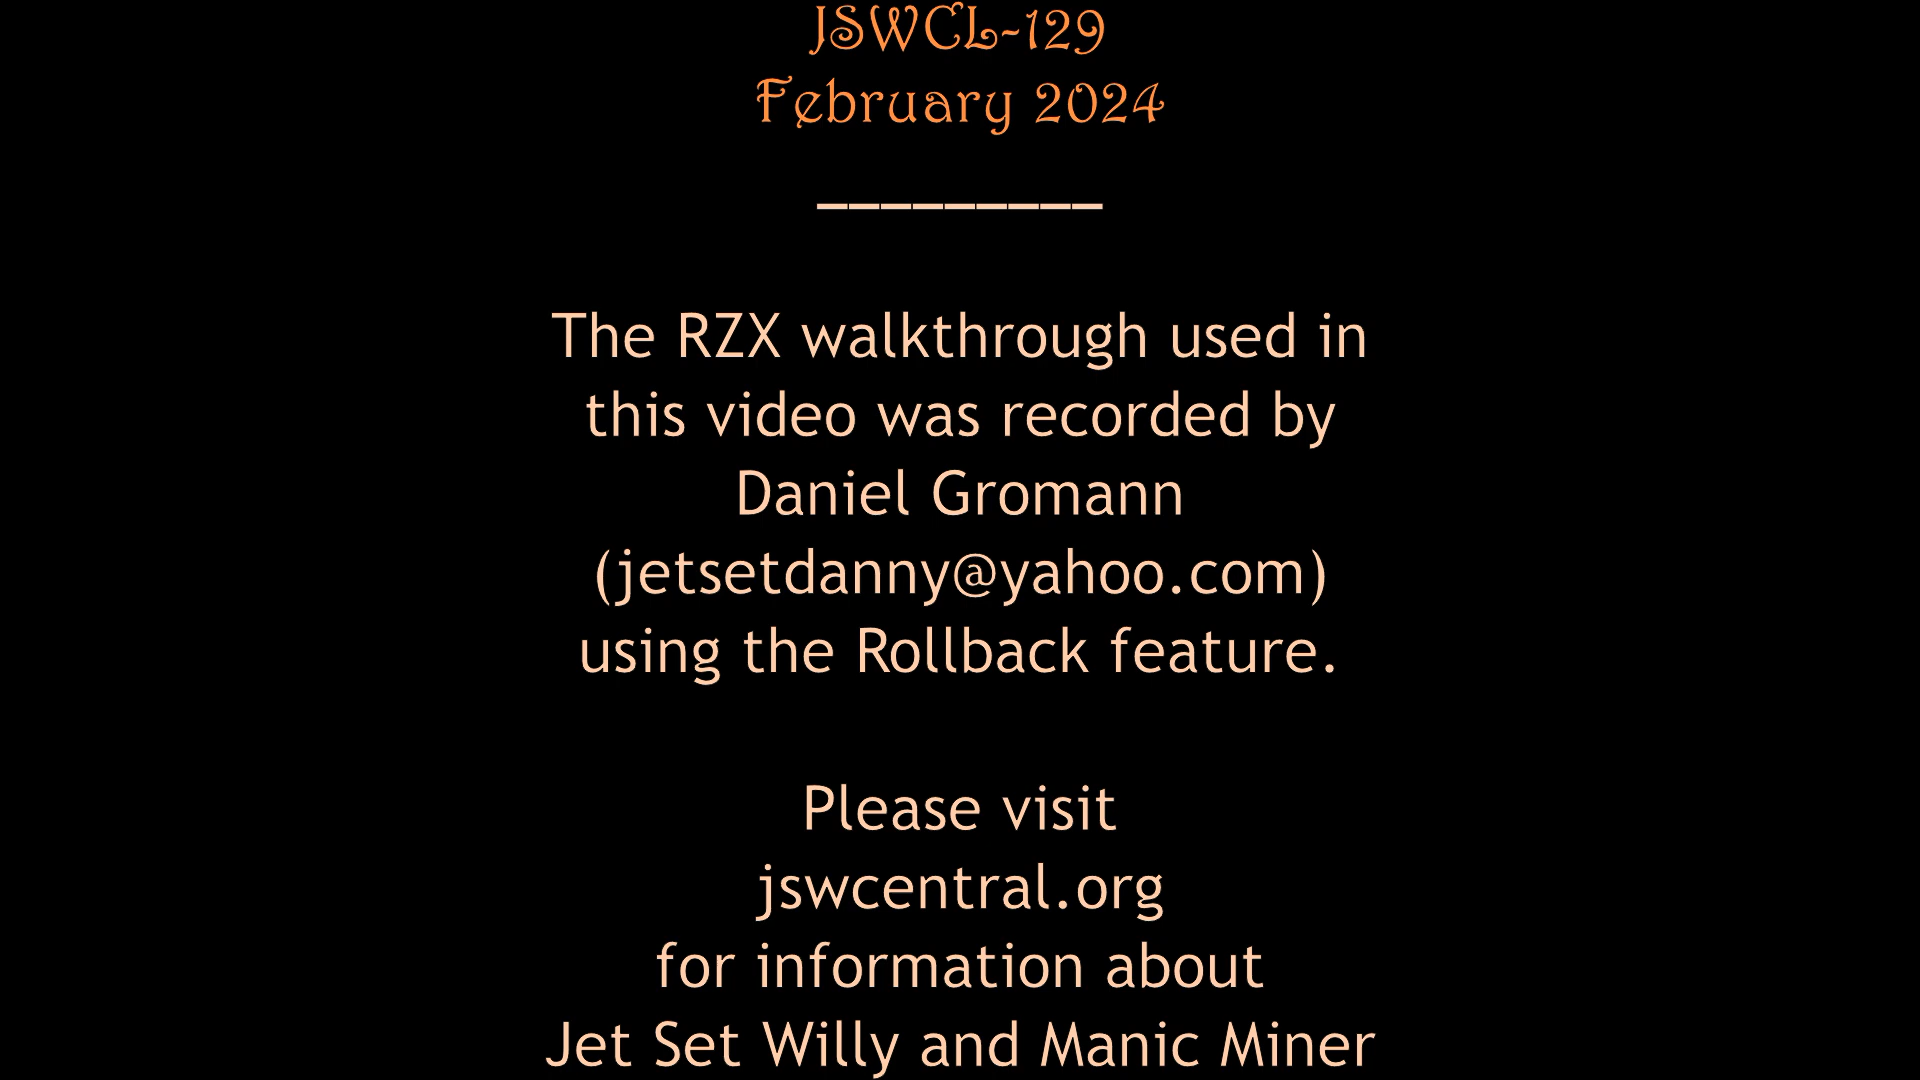 JSWCL-129
February 2024
_________
The RZX walkthrough used in
this video was recorded by
Daniel Gromann
(jetsetdanny@yahoo.com)
using the Rollback feature.
Please visit
jswcentral.org
for information about
Jet Set Willy and Manic Miner